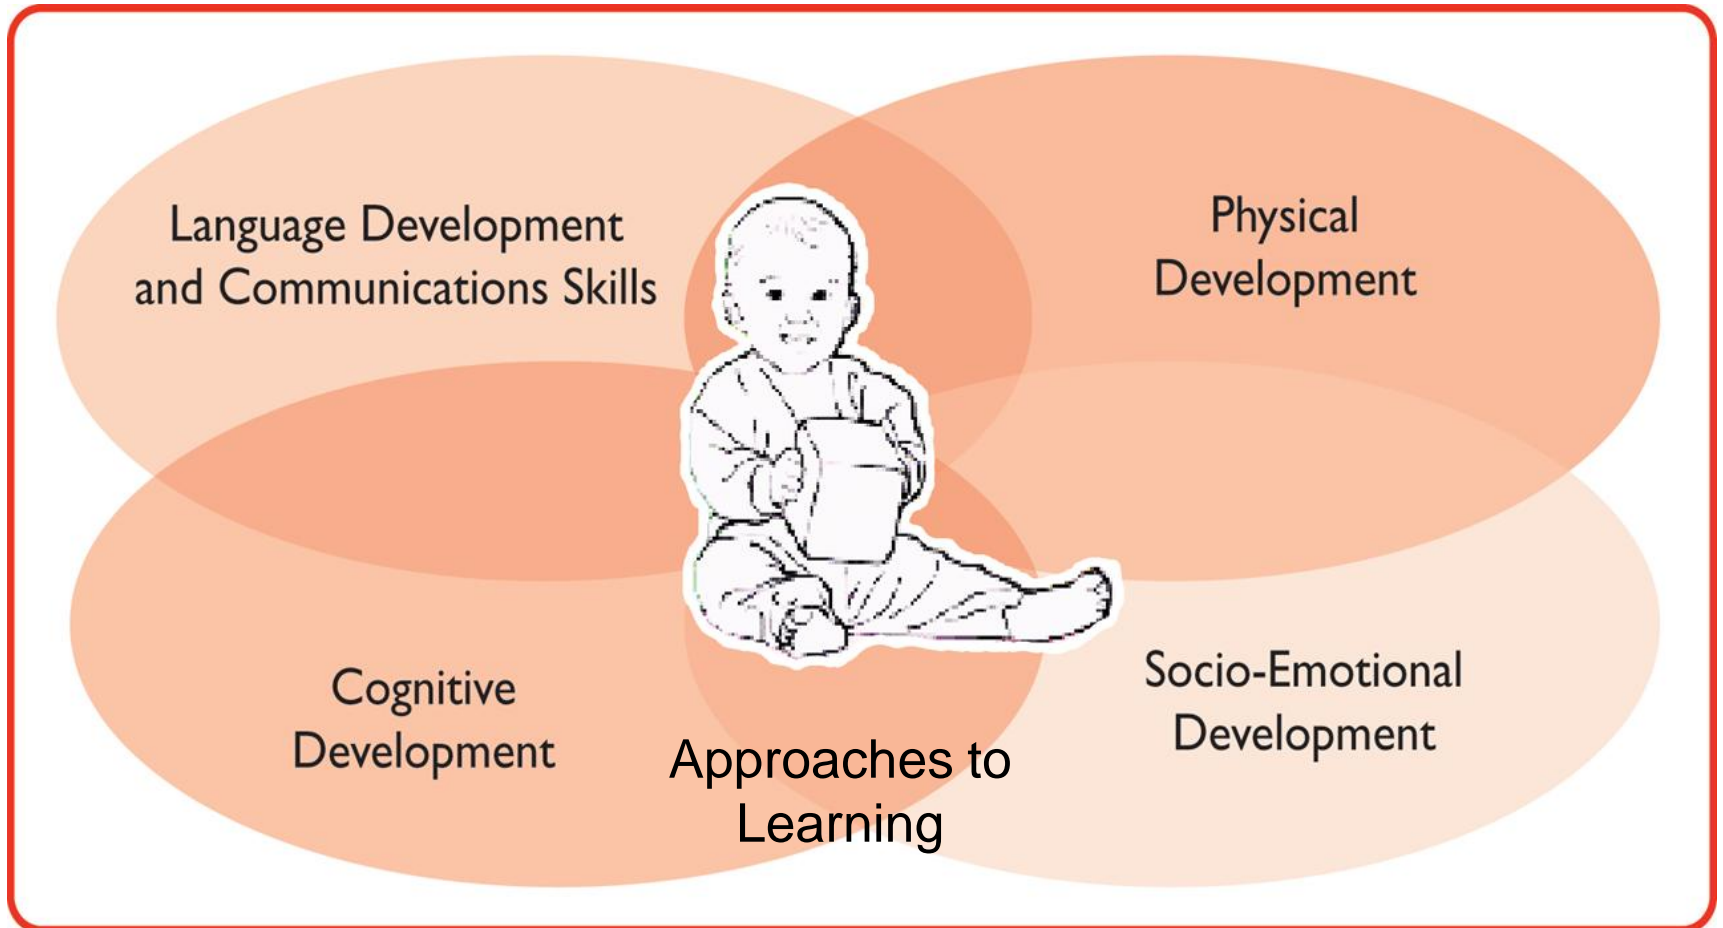 Language Development
and Communications Skills
Physical
Development
Cognitive
Development
Approaches to
Learning
Socio-Emotional
Development